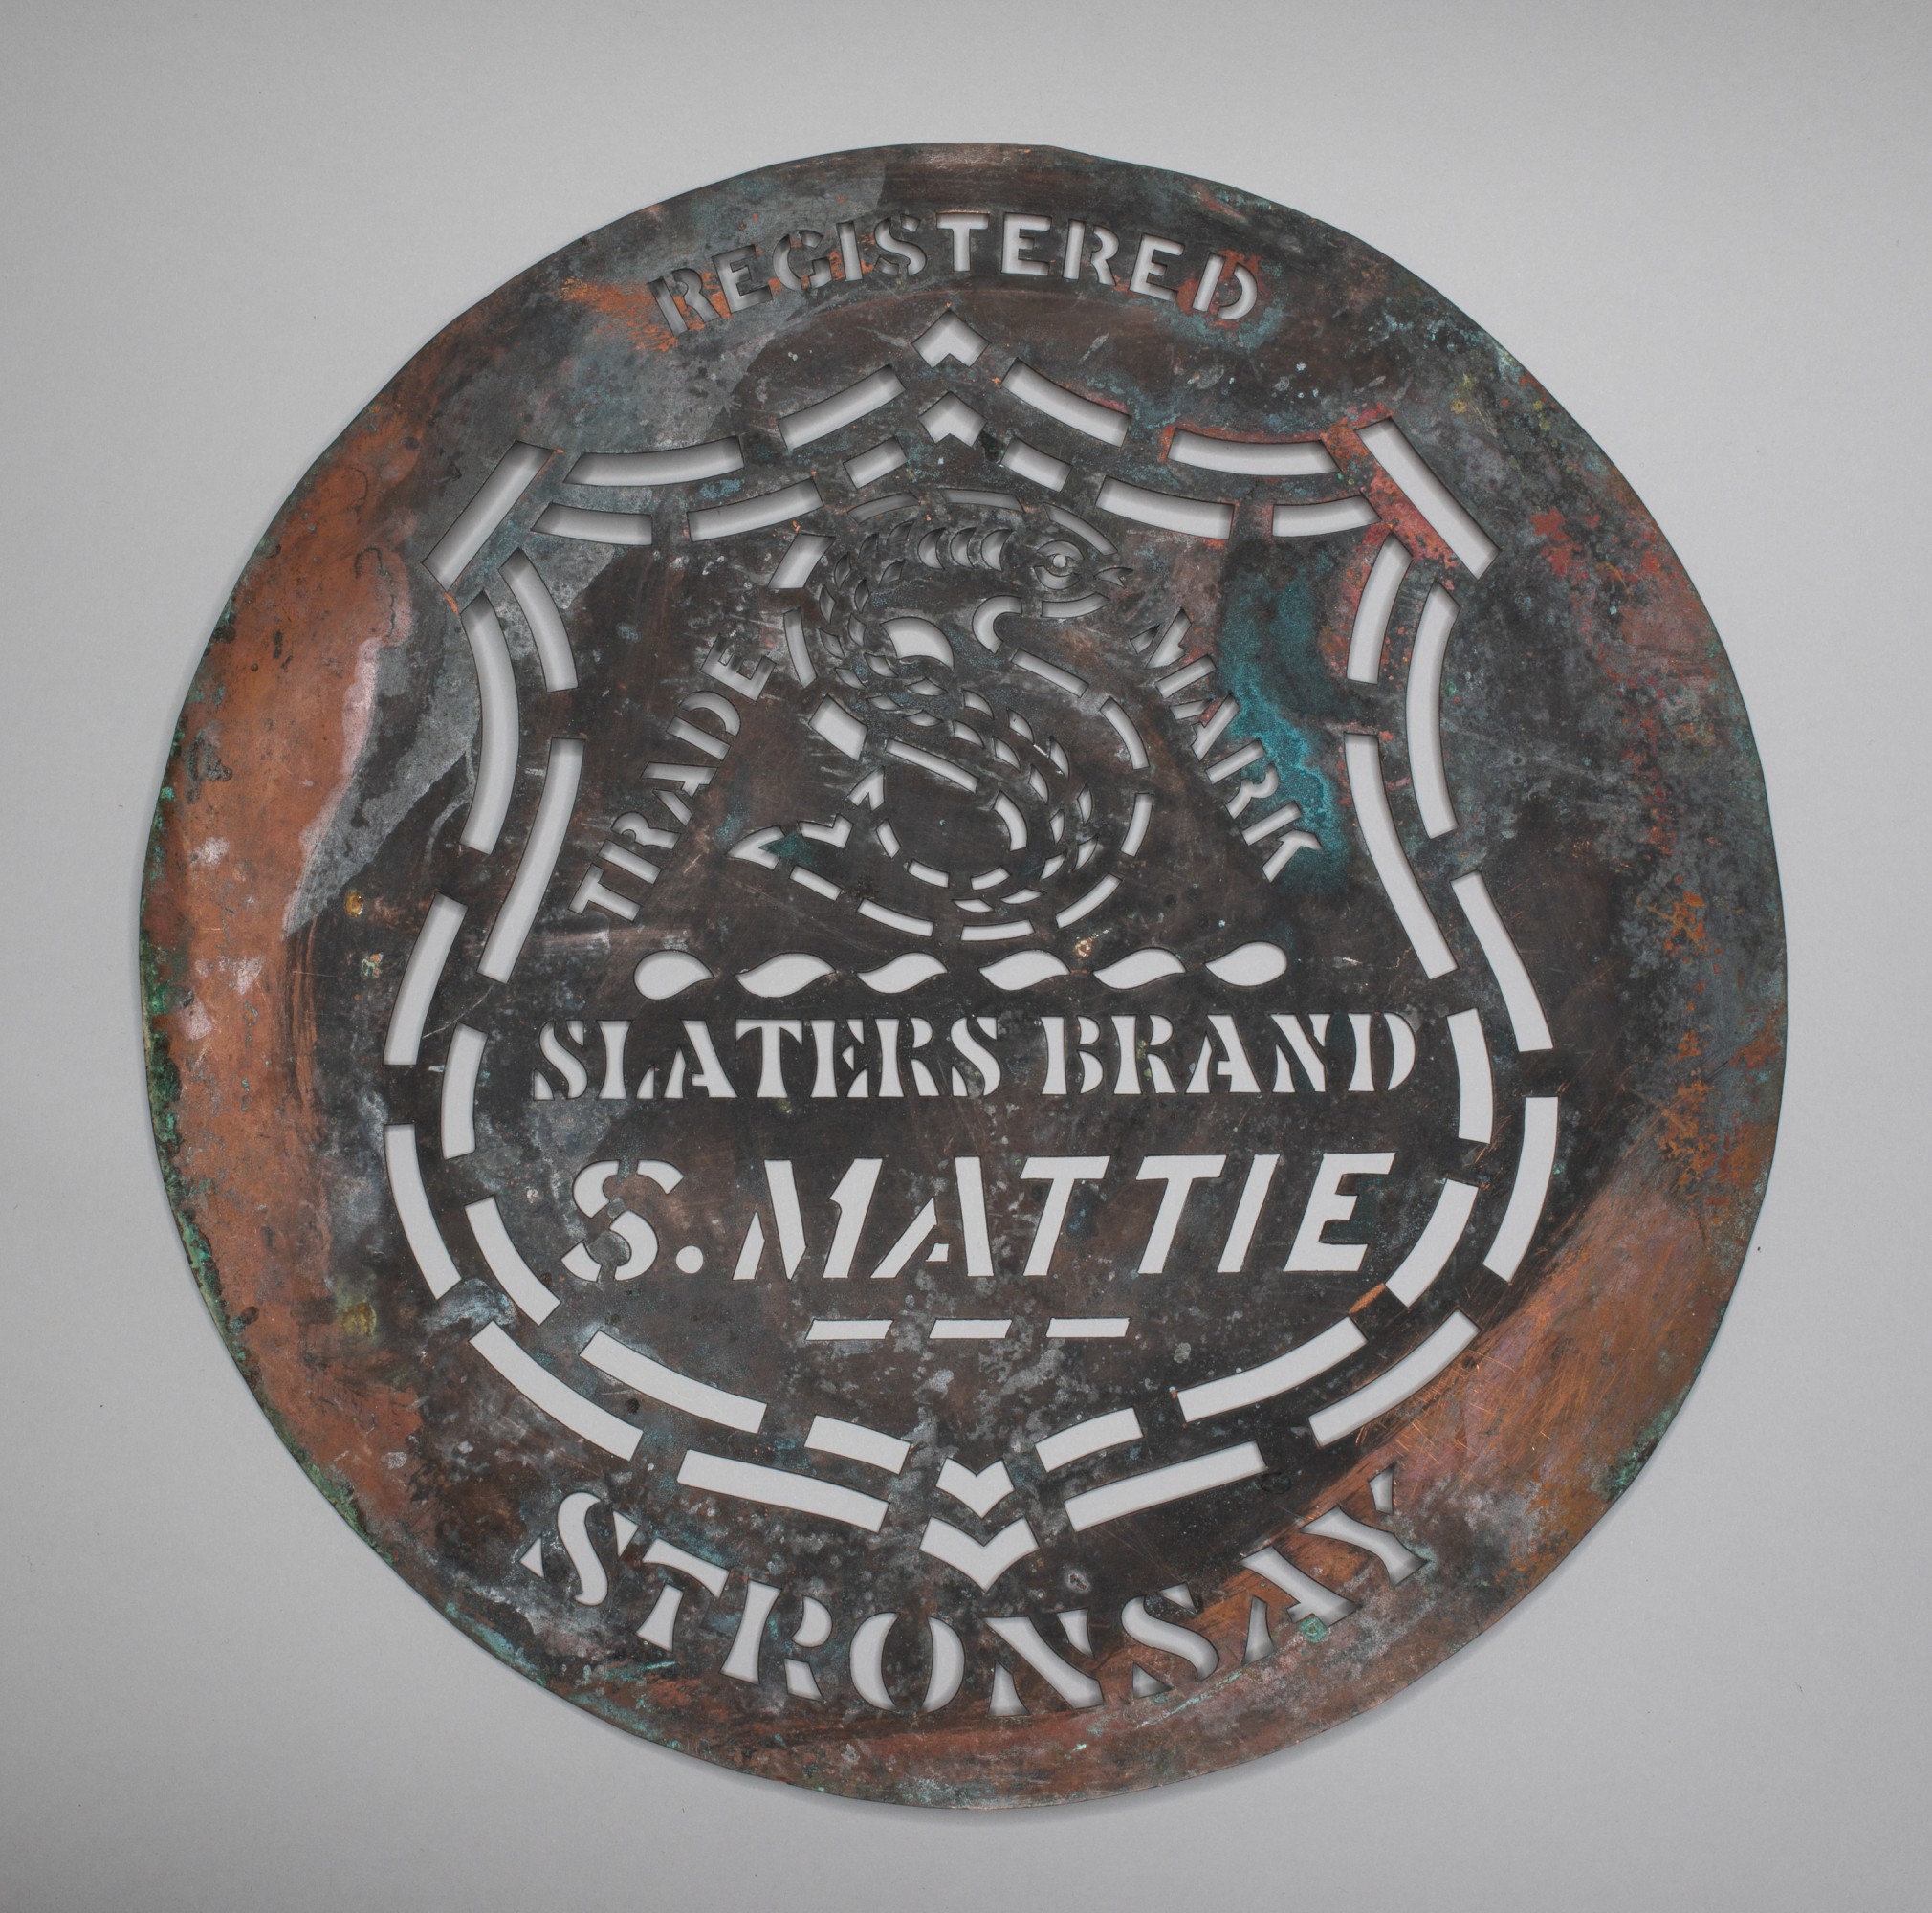 REGISTERED
TRADE MARK
SLATERS BRAND
S. MATTIE
STRONSAY